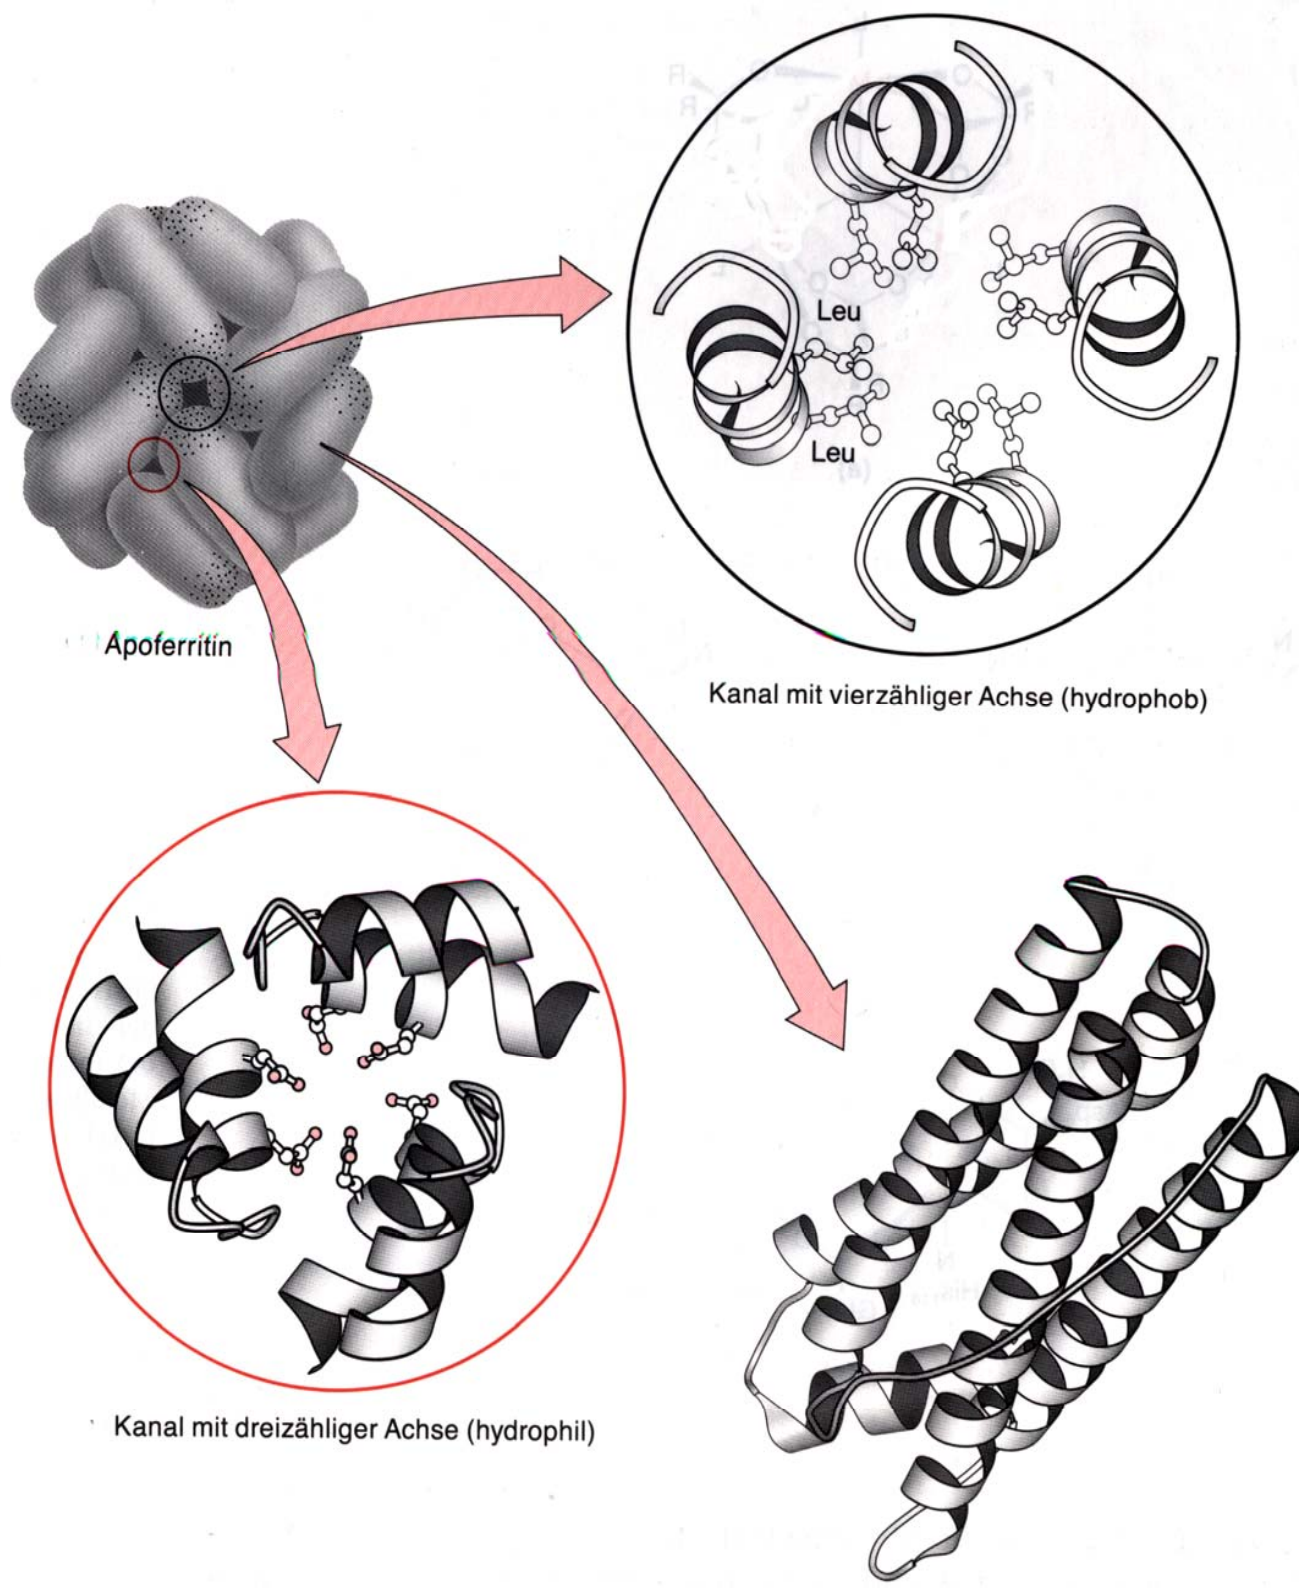 Leu
Leu
Apoferritin
Kanal mit vierzähliger Achse (hydrophob)
Kanal mit dreizähliger Achse (hydrophil)